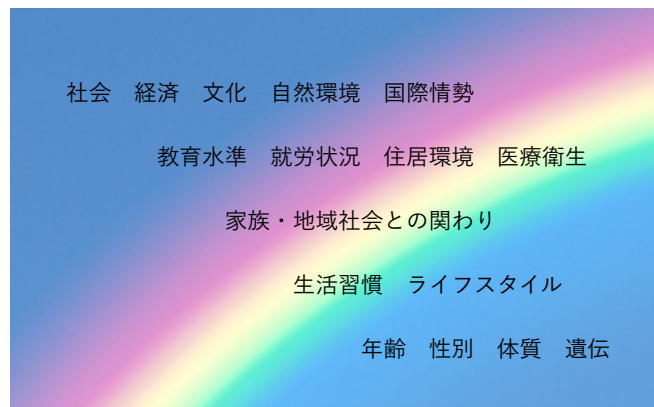 社会　経済　文化　自然環境　国際情勢
教育水準　就労状況　住居環境　医療衛生
家族・地域社会との関わり
生活習慣　ライフスタイル
年齢　性別　体質　遺伝